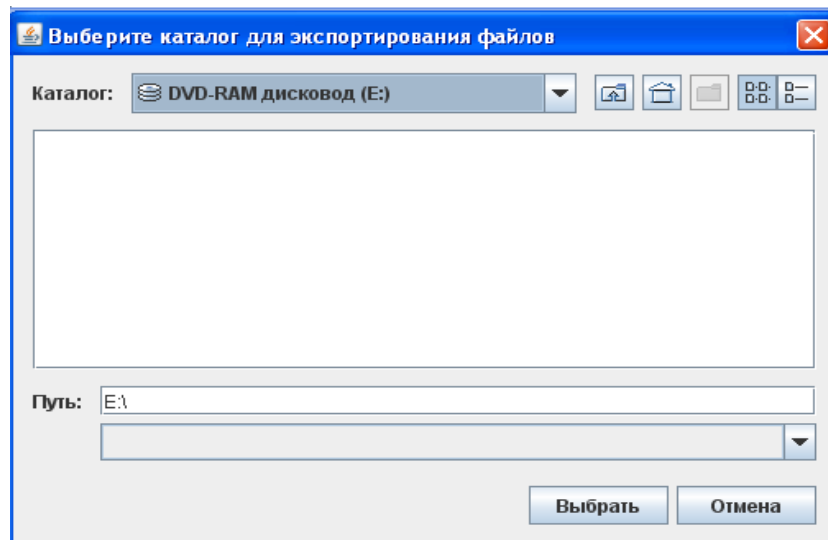 Выберите каталог для экспортирования файлов
Каталог: DVD-RAM дисковод (E:)
Путь: E:\
Выбрать Отмена